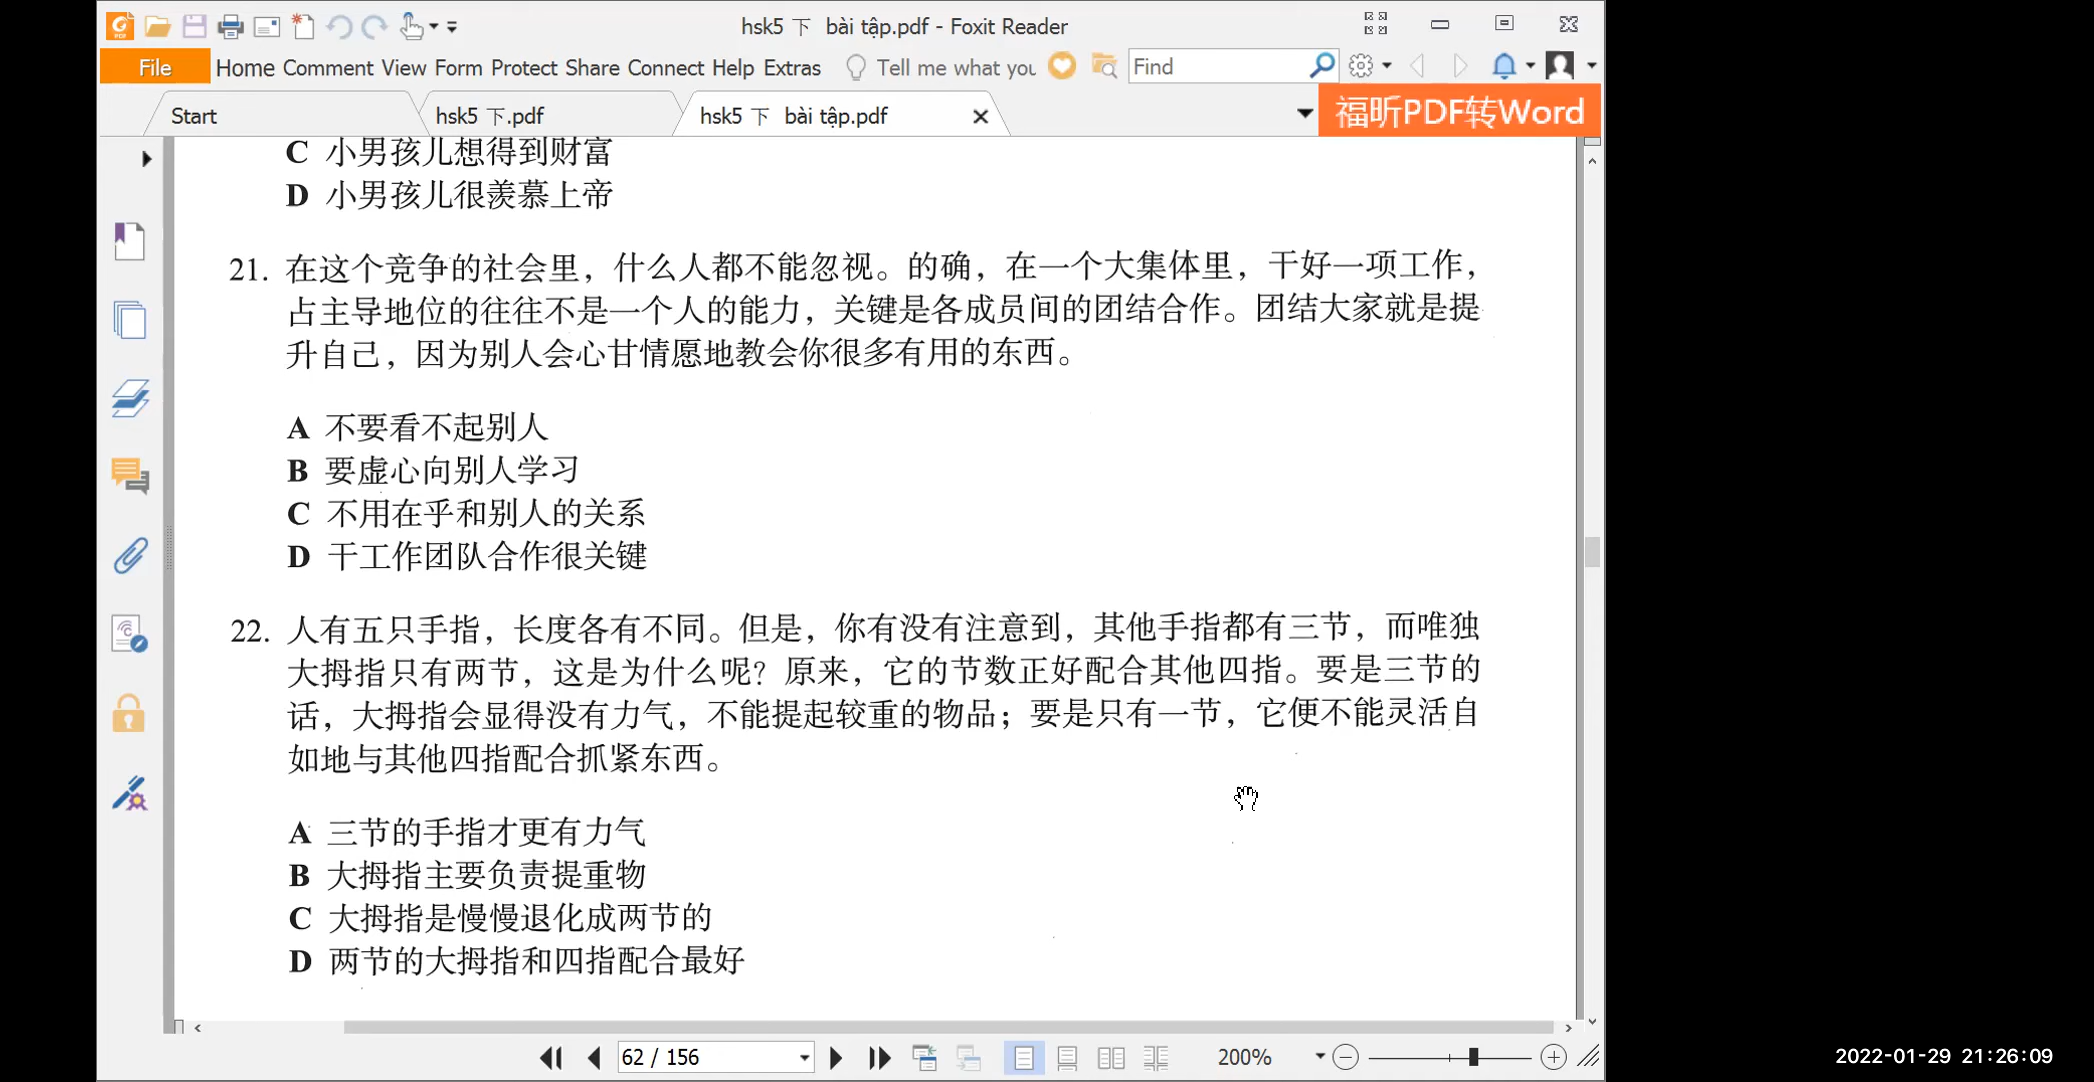 hsk5 下 bài tập.pdf - Foxit Reader
File Home Comment View Form Protect Share Connect Help Extras Tell me what you Find
Start hsk5 下.pdf hsk5 下 bài tập.pdf 福昕PDF转Word
C 小男孩儿想得到财富
D 小男孩儿很羡慕上帝
21. 在这个竞争的社会里，什么人都不能忽视。的确，在一个大集体里，干好一项工作，
占主导地位的往往不是一个人的能力，关键是各成员间的团结合作。团结大家就是提
升自己，因为别人会心甘情愿地教会你很多有用的东西。
A 不要看不起别人
B 要虚心向别人学习
C 不用在乎和别人的关系
D 干工作团队合作很关键
22. 人有五只手指，长度各有不同。但是，你有没有注意到，其他手指都有三节，而唯独
大拇指只有两节，这是为什么呢？原来，它的节数正好配合其他四指。要是三节的
话，大拇指会显得没有力气，不能提起较重的物品；要是只有一节，它便不能灵活自
如地与其他四指配合抓紧东西。
A 三节的手指才更有力气
B 大拇指主要负责提重物
C 大拇指是慢慢退化成两节的
D 两节的大拇指和四指配合最好
62 / 156 200%
2022-01-29 21:26:09